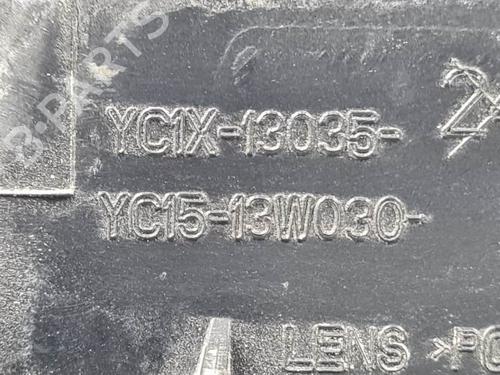 B-PARTS
YC1X-13035-
YC15-13W030-
LENS